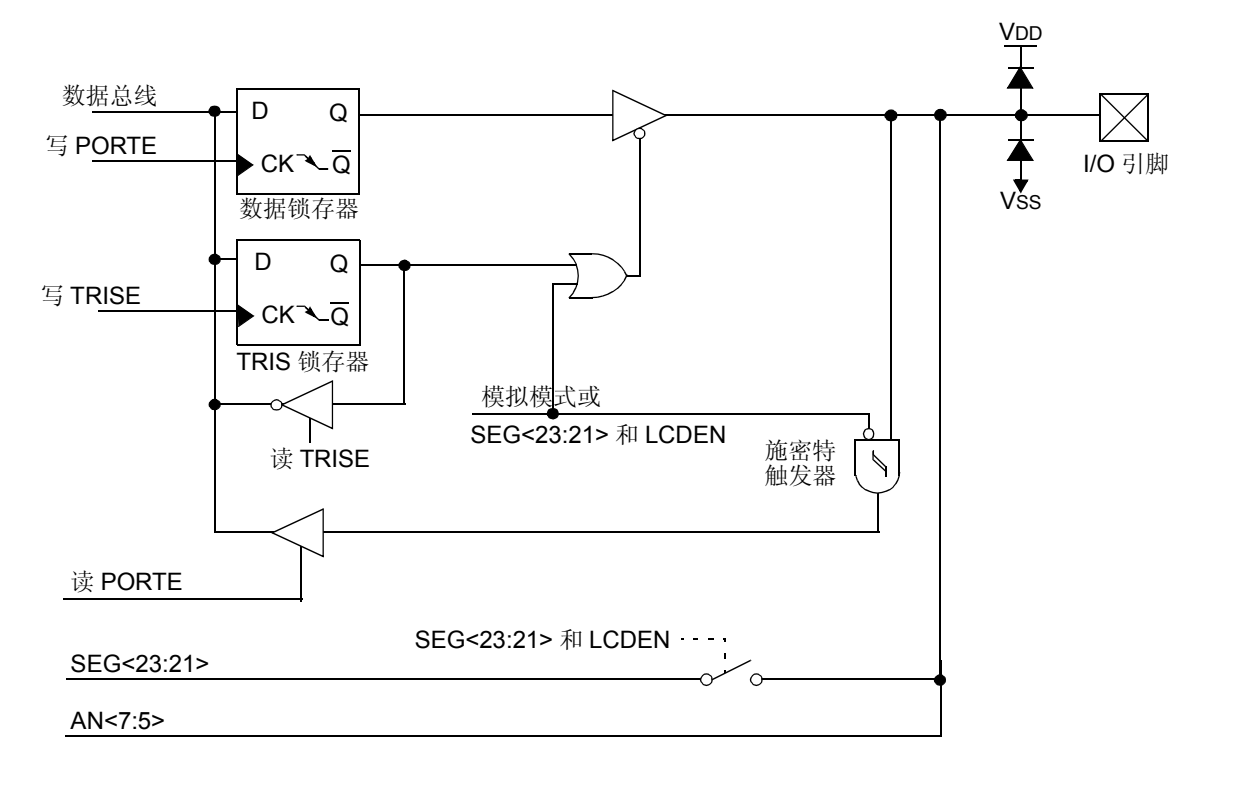 VDD
数据总线
D Q
写 PORTE
CK Q̅
I/O 引脚
VSS
数据锁存器
D Q
写 TRISE
CK Q̅
TRIS 锁存器
模拟模式或
SEG<23:21> 和 LCDEN
施密特
触发器
读 TRISE
读 PORTE
SEG<23:21> 和 LCDEN
SEG<23:21>
AN<7:5>